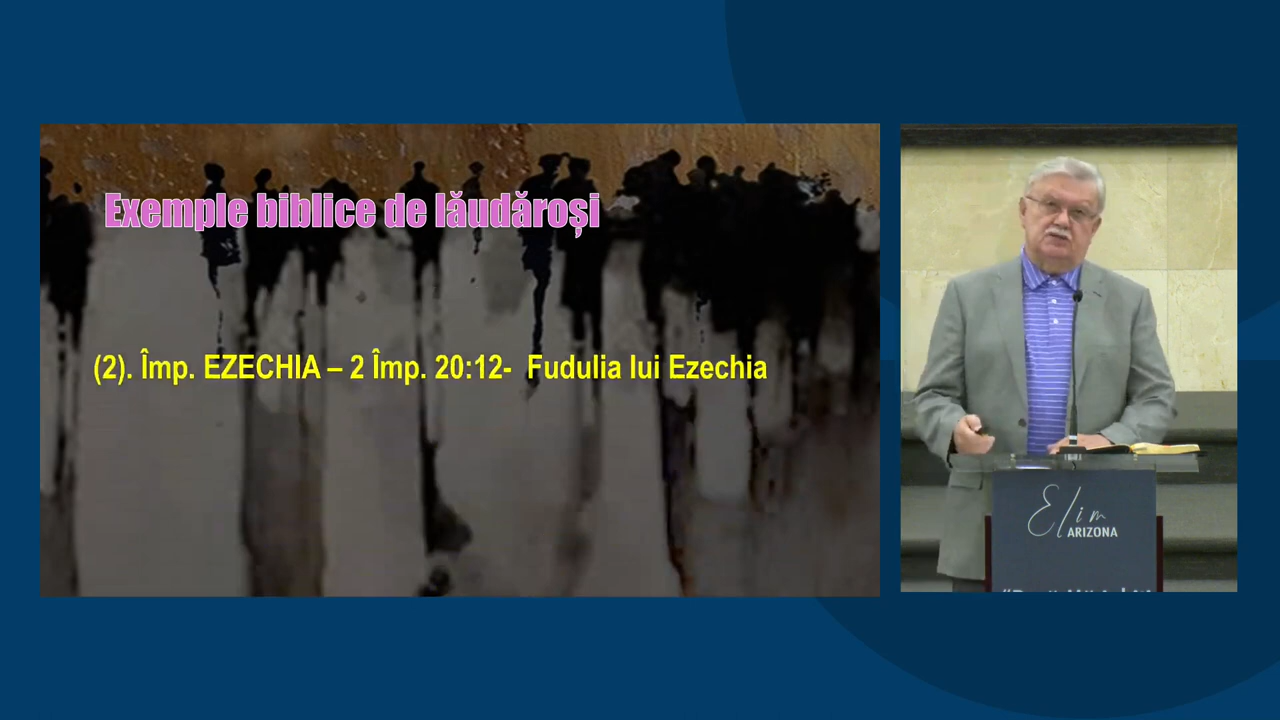 Exemple biblice de lăudăroși
(2). Împ. EZECHIA – 2 Împ. 20:12- Fudulia lui Ezechia
Elim
ARIZONA